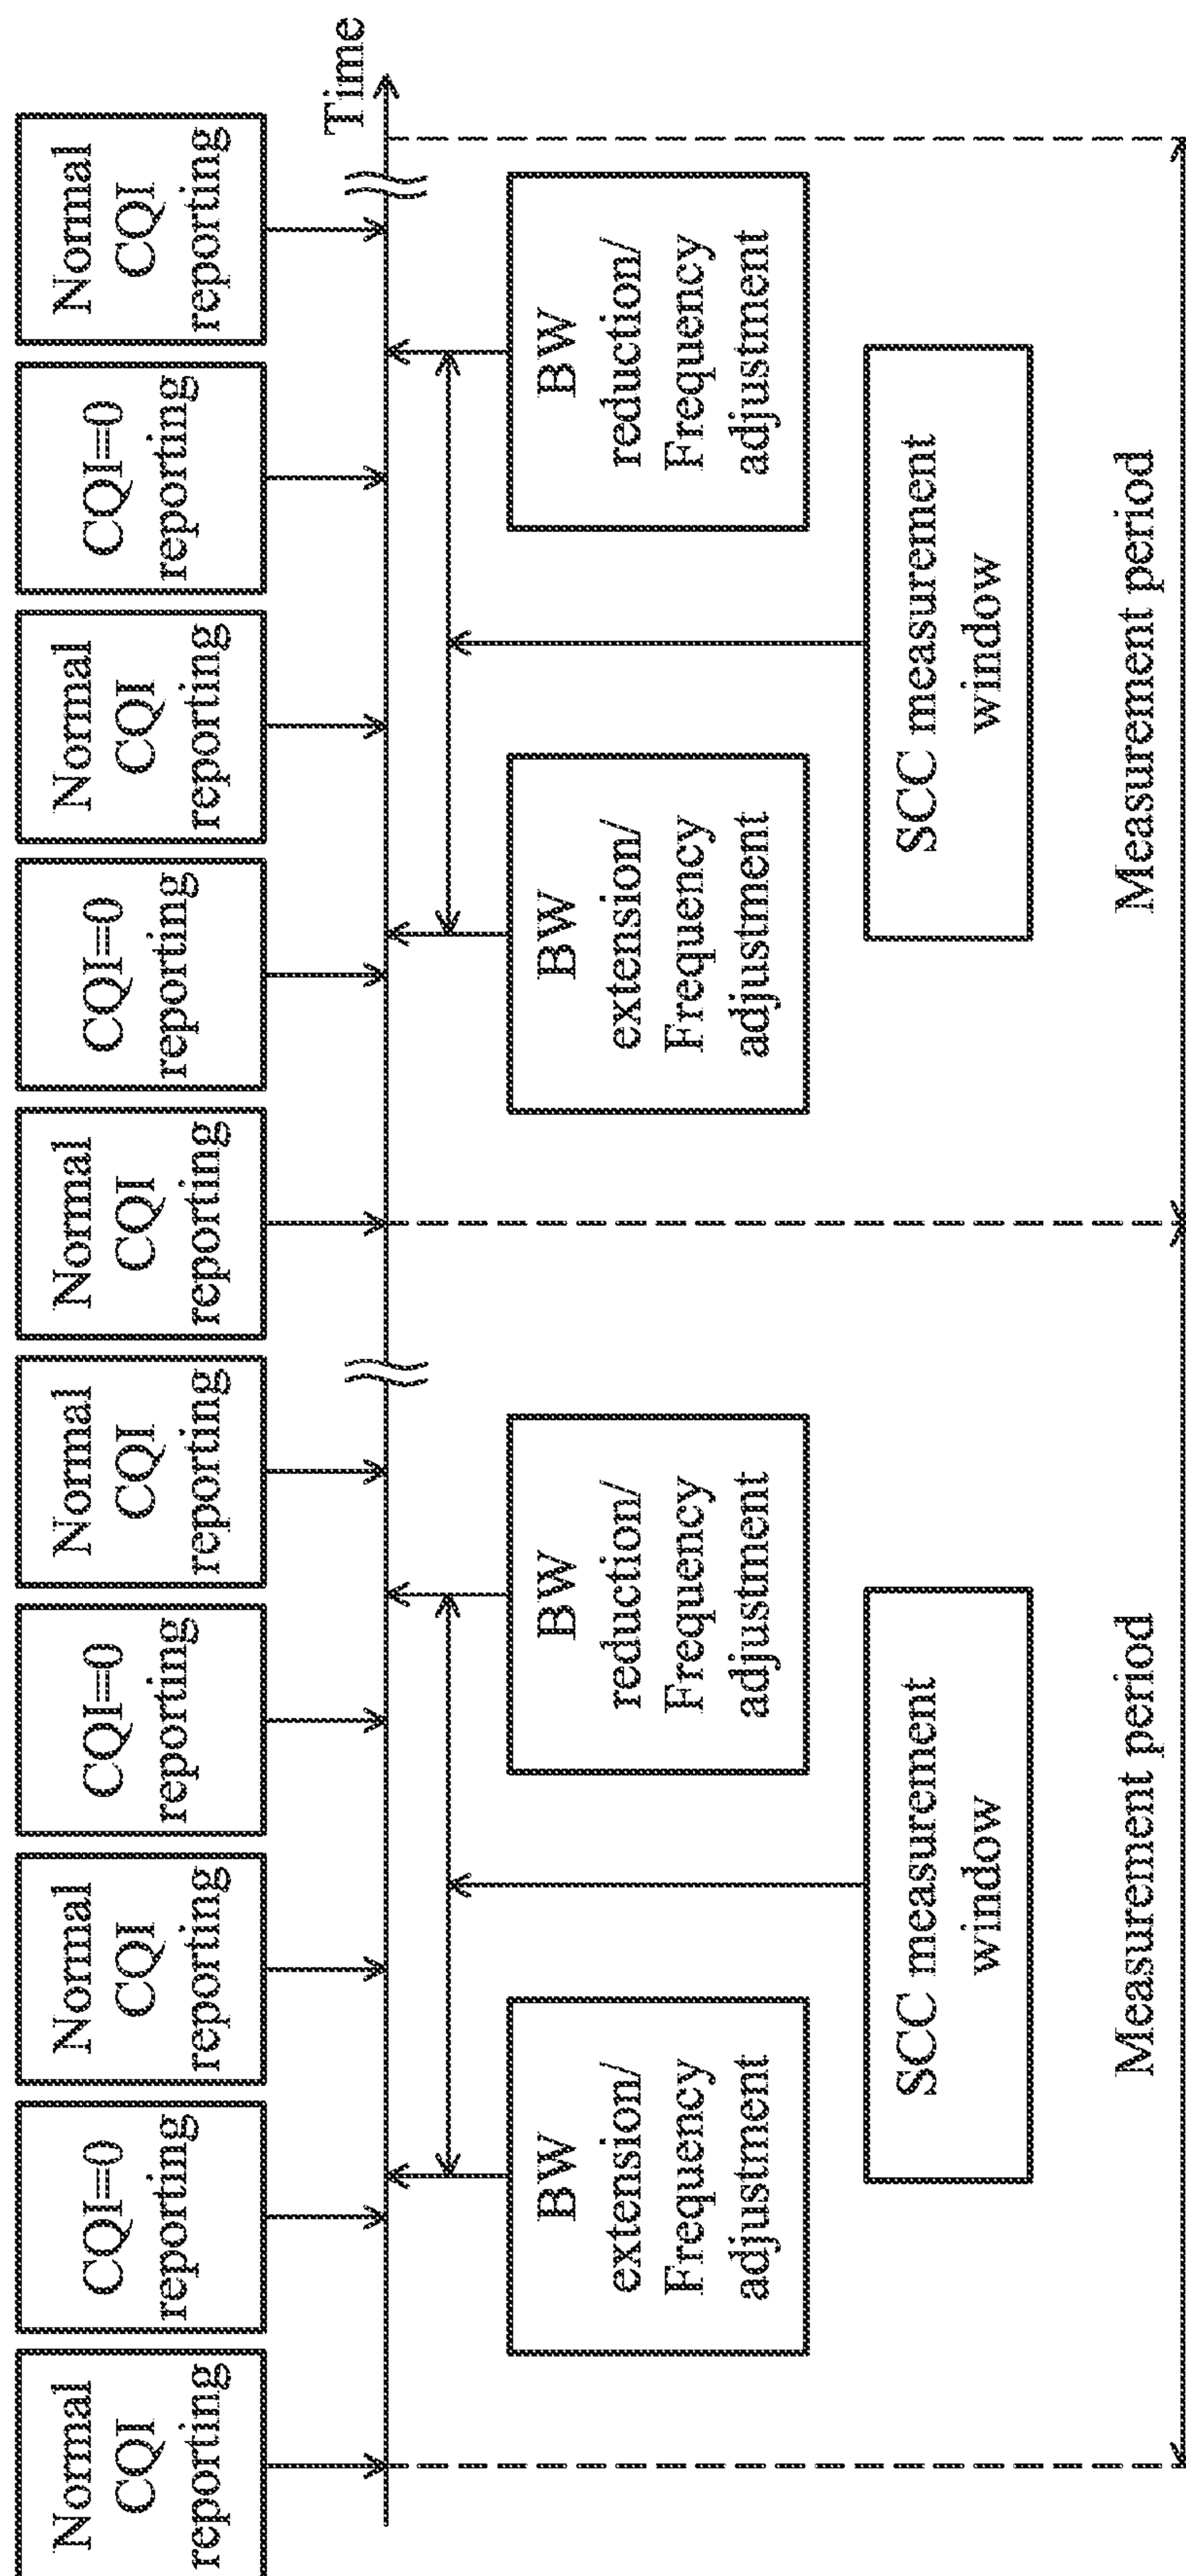 Normal
CQI
reporting
CQI=0
reporting
Normal
CQI
reporting
CQI=0
reporting
Normal
CQI
reporting
Normal
CQI
reporting
CQI=0
reporting
Normal
CQI
reporting
CQI=0
reporting
Normal
CQI
reporting
Time
BW
extension/
Frequency
adjustment
BW
reduction/
Frequency
adjustment
BW
extension/
Frequency
adjustment
BW
reduction/
Frequency
adjustment
SCC measurement
window
SCC measurement
window
Measurement period
Measurement period